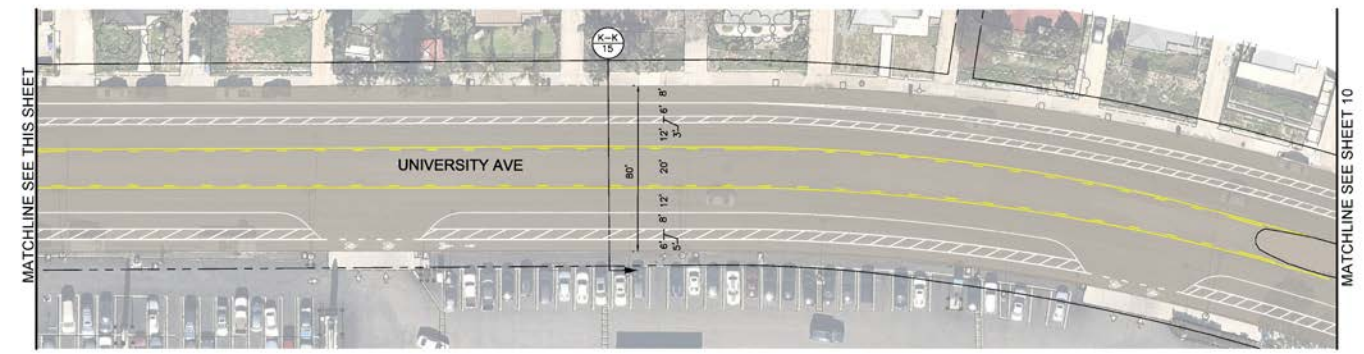 MATCHLINE SEE THIS SHEET
K-K
15
8'
6'
3'
12'
UNIVERSITY AVE
80'
20'
12'
8'
5'
6'
MATCHLINE SEE SHEET 10